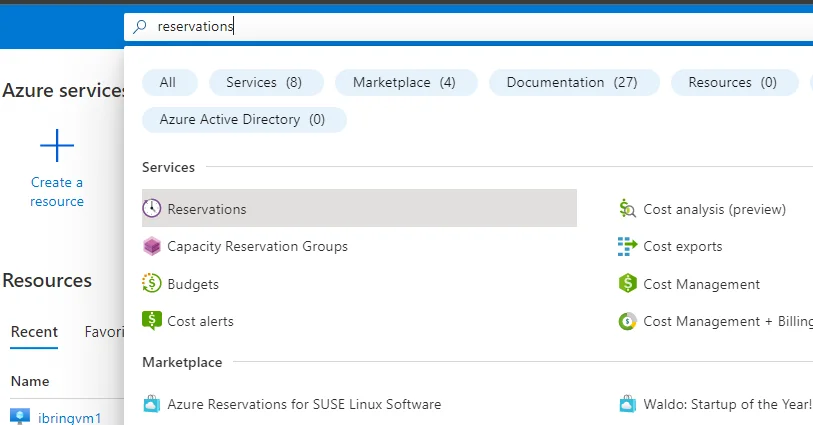 reservations
All
Services (8)
Marketplace (4)
Documentation (27)
Resources (0)
Azure services
Azure Active Directory (0)
Create a
resource
Services
Reservations
Cost analysis (preview)
Capacity Reservation Groups
Cost exports
Resources
Budgets
Cost Management
Cost alerts
Cost Management + Billing
Recent
Favori
Marketplace
Name
Azure Reservations for SUSE Linux Software
Waldo: Startup of the Year!
ibringvm1